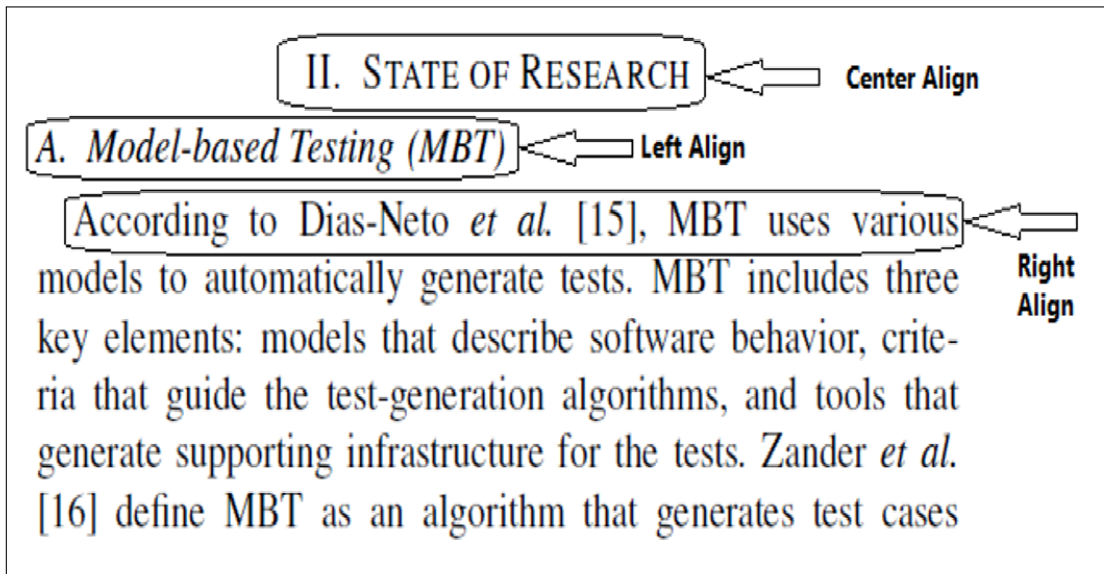 II. STATE OF RESEARCH
Center Align
A. Model-based Testing (MBT)
Left Align
According to Dias-Neto et al. [15], MBT uses various
Right
Align
models to automatically generate tests. MBT includes three
key elements: models that describe software behavior, crite-
ria that guide the test-generation algorithms, and tools that
generate supporting infrastructure for the tests. Zander et al.
[16] define MBT as an algorithm that generates test cases